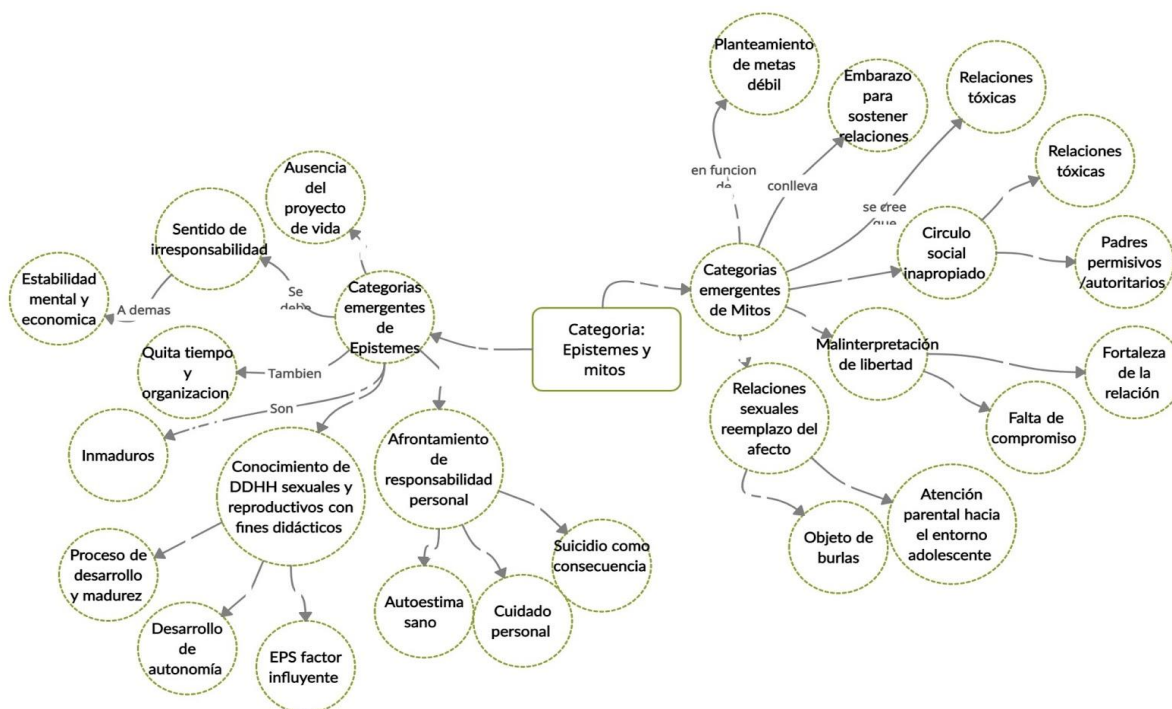 Planteamiento
de metas
débil
Embarazo
para
sostener
relaciones
Relaciones
tóxicas
Relaciones
tóxicas
en funcion
de
conlleva
se cree
que
Circulo
social
inapropiado
Padres
permisivos
/autoritarios
Categorias
emergentes
de Mitos
Malinterpretación
de libertad
Fortaleza
de la
relación
Falta de
compromiso
Relaciones
sexuales
reemplazo del
afecto
Atención
parental hacia
el entorno
adolescente
Objeto de
burlas
Categoria:
Epistemes y
mitos
Ausencia
del
proyecto
de vida
Sentido de
irresponsabilidad
Estabilidad
mental y
economica
A demas
Se
debe
Categorias
emergentes
de
Epistemes
Quita tiempo
y
organizacion
Tambien
Son
Inmaduros
Conocimiento de
DDHH sexuales y
reproductivos con
fines didácticos
Afrontamiento
de
responsabilidad
personal
Proceso de
desarrollo
y madurez
Desarrollo
de
autonomía
EPS factor
influyente
Autoestima
sano
Cuidado
personal
Suicidio como
consecuencia